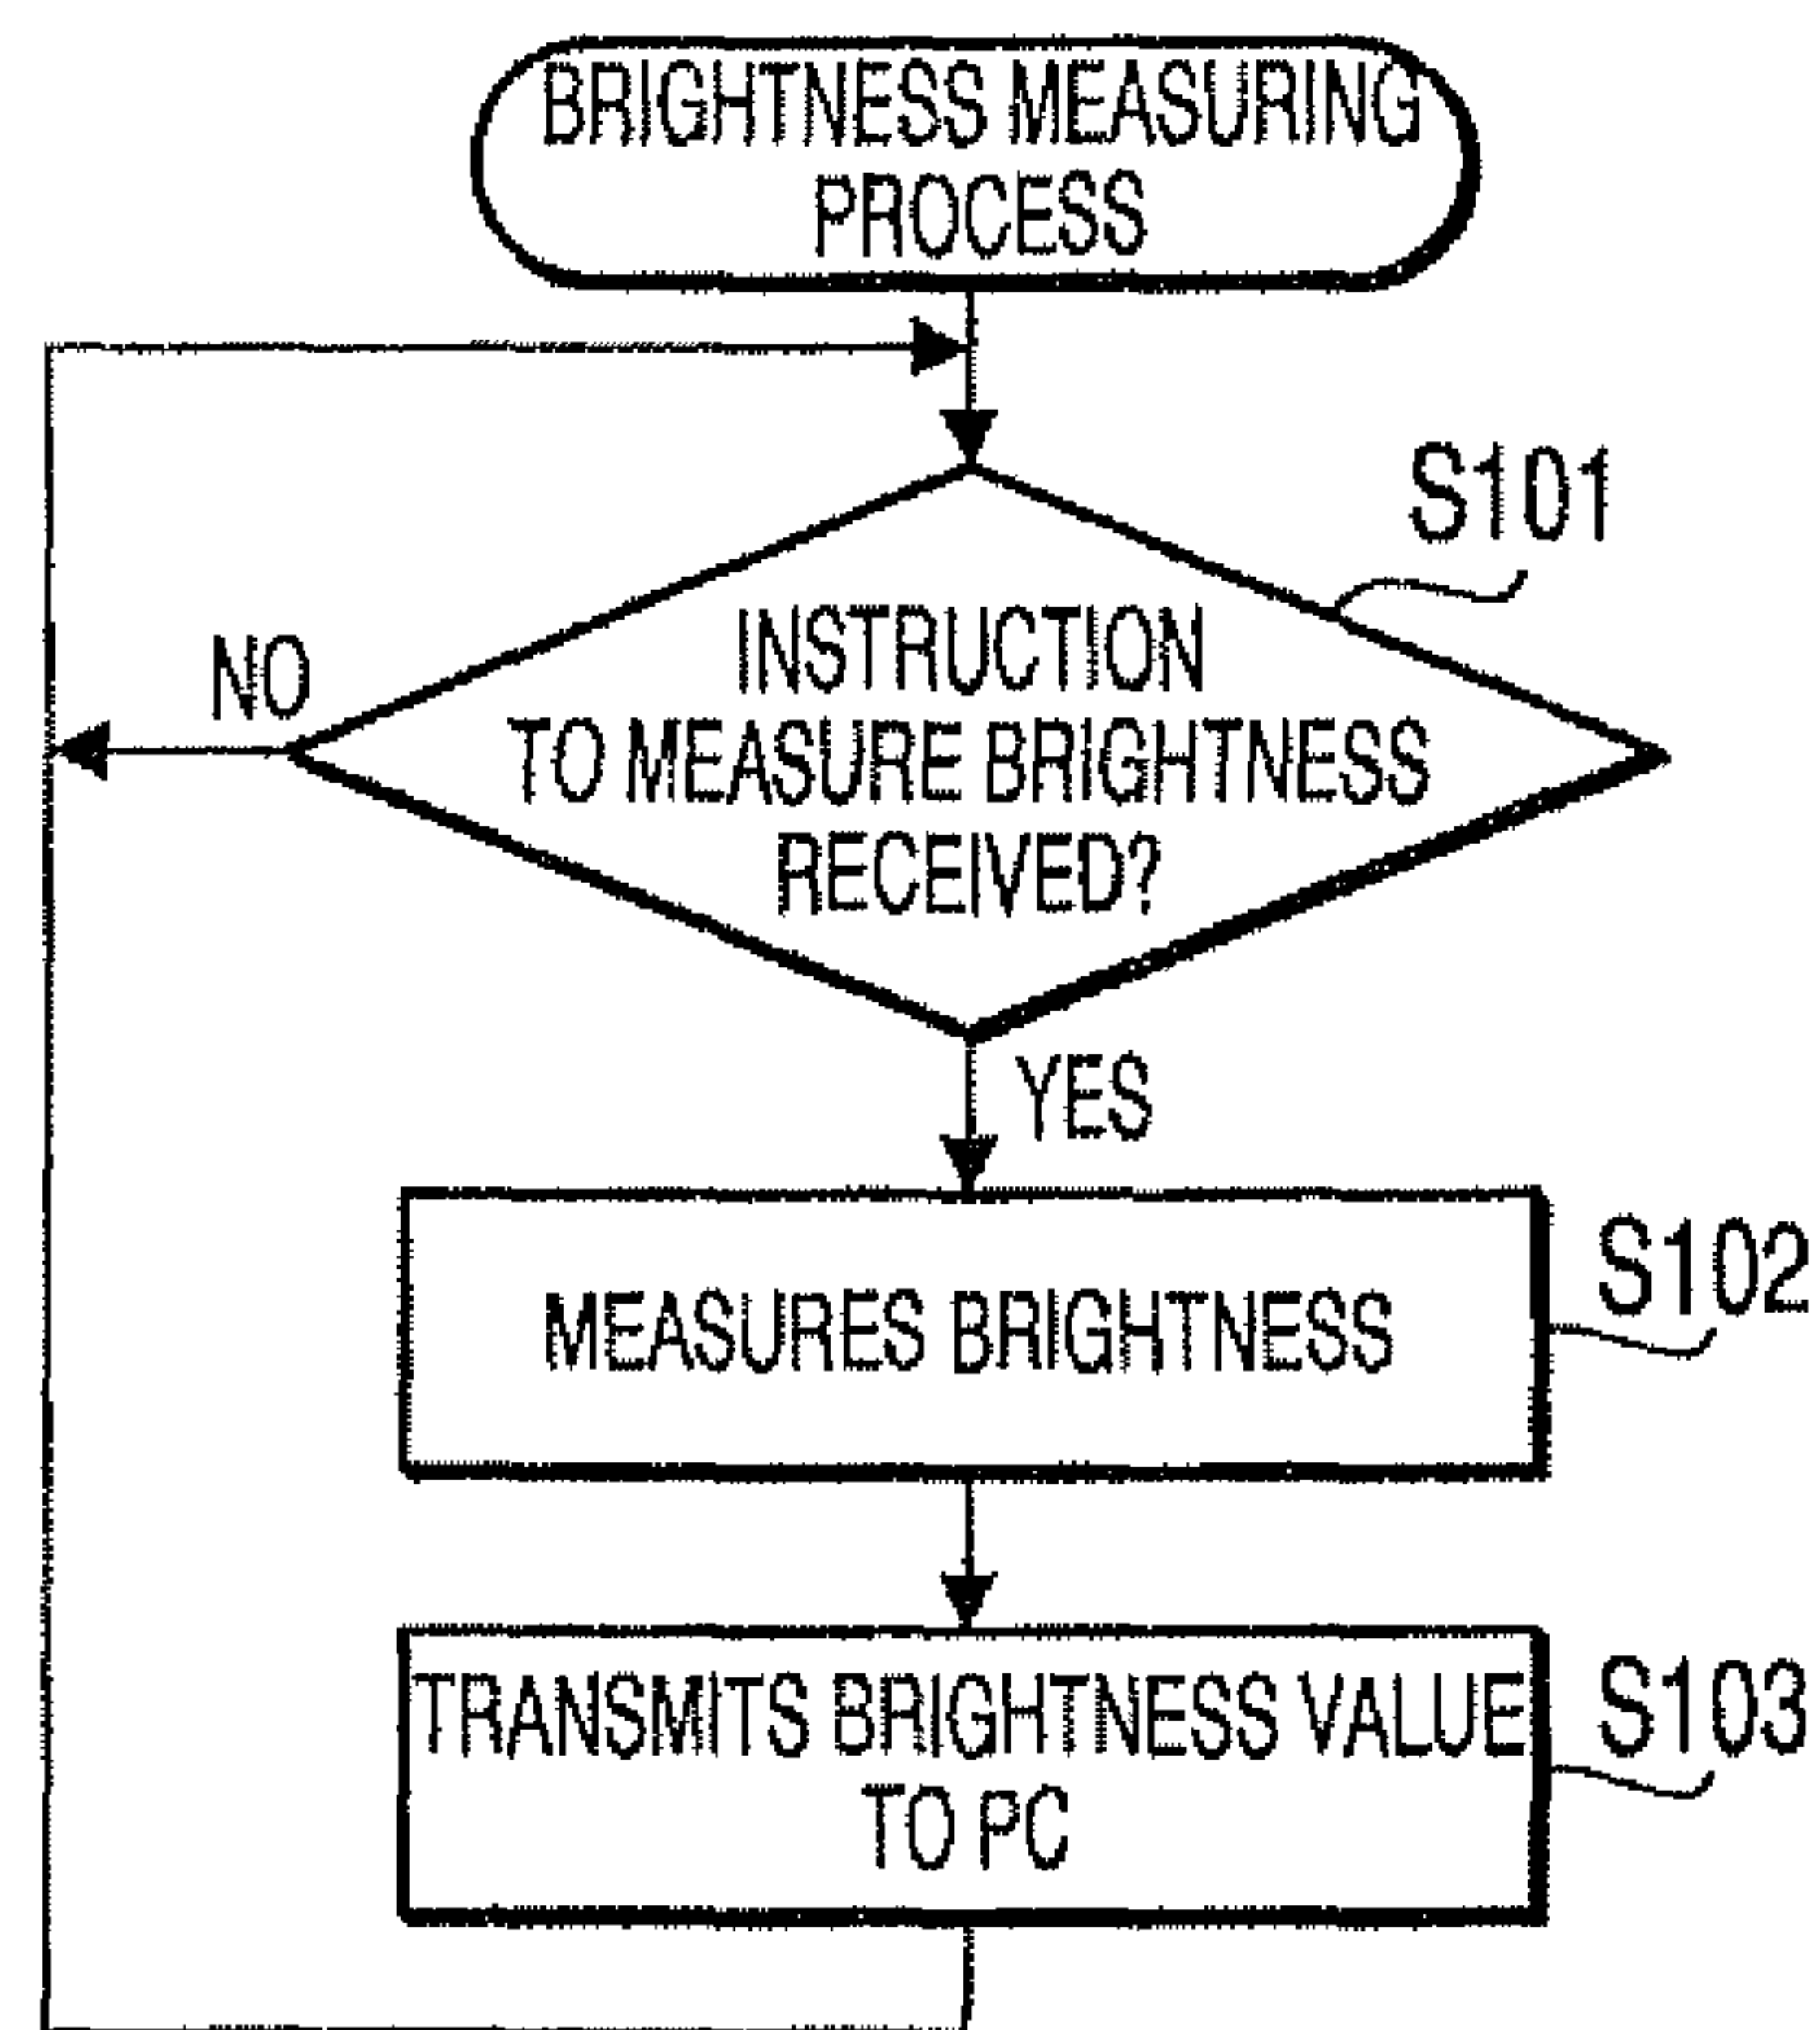 BRIGHTNESS MEASURING
PROCESS
S101
INSTRUCTION
TO MEASURE BRIGHTNESS
RECEIVED?
NO
YES
MEASURES BRIGHTNESS
S102
TRANSMITS BRIGHTNESS VALUE
TO PC
S103